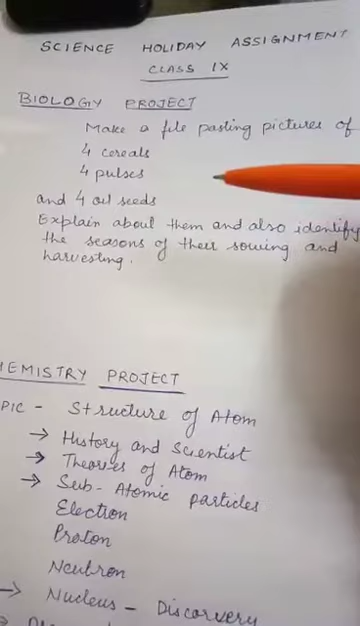 SCIENCE HOLIDAY ASSIGNMENT
CLASS IX
BIOLOGY PROJECT
Make a file pasting pictures of
4 cereals
4 pulses
and 4 oil seeds
Explain about them and also identify
the seasons of their sowing and
harvesting.
HEMISTRY PROJECT
PIC - Structure of Atom
→ History and Scientist
→ Theories of Atom
→ Sub-Atomic particles
Electron
Proton
Neutron
→ Nucleus - Discorvery